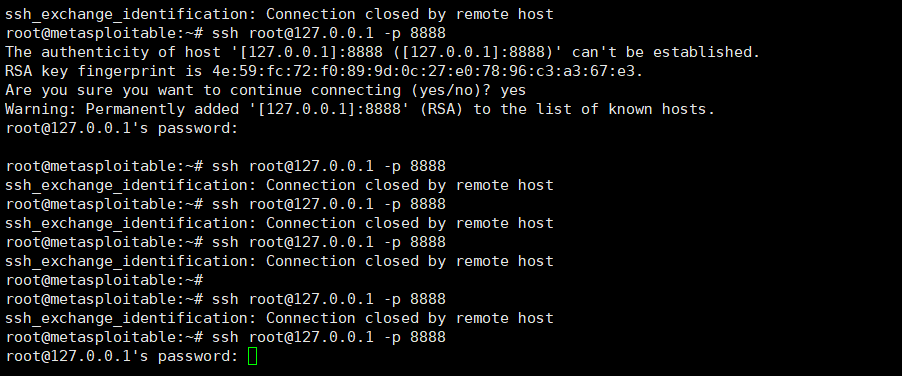 ssh_exchange_identification: Connection closed by remote host
root@metasploitable:~# ssh root@127.0.0.1 -p 8888
The authenticity of host '[127.0.0.1]:8888 ([127.0.0.1]:8888)' can't be established.
RSA key fingerprint is 4e:59:fc:72:f0:89:9d:0c:27:e0:78:96:c3:a3:67:e3.
Are you sure you want to continue connecting (yes/no)? yes
Warning: Permanently added '[127.0.0.1]:8888' (RSA) to the list of known hosts.
root@127.0.0.1's password:
root@metasploitable:~# ssh root@127.0.0.1 -p 8888
ssh_exchange_identification: Connection closed by remote host
root@metasploitable:~# ssh root@127.0.0.1 -p 8888
ssh_exchange_identification: Connection closed by remote host
root@metasploitable:~# ssh root@127.0.0.1 -p 8888
ssh_exchange_identification: Connection closed by remote host
root@metasploitable:~#
root@metasploitable:~# ssh root@127.0.0.1 -p 8888
ssh_exchange_identification: Connection closed by remote host
root@metasploitable:~# ssh root@127.0.0.1 -p 8888
root@127.0.0.1's password: